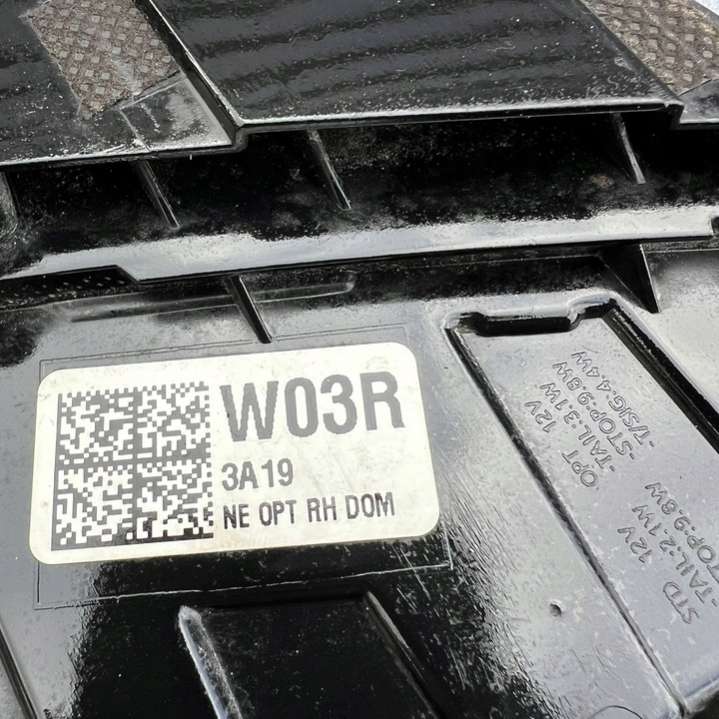 W03R
3A19
NE OPT RH DOM
OPT 12V
-TAIL:3.1W
-STOP:9.8W
-T/SIG:4.4W
STD 12V
-TAIL:2.1W
-STOP:9.8W